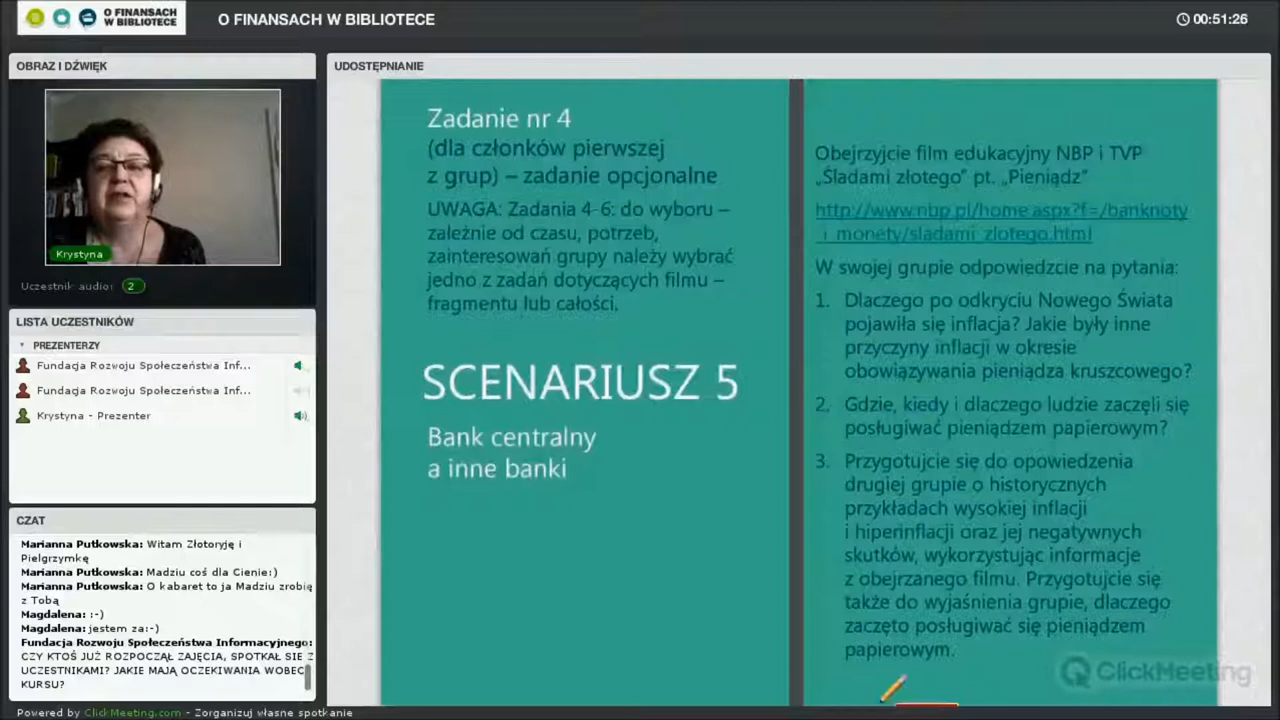 O FINANSACH
W BIBLIOTECE
O FINANSACH W BIBLIOTECE
00:51:26
OBRAZ I DŹWIĘK
Krystyna
Uczestnik audio: 2
LISTA UCZESTNIKÓW
PREZENTERZY
Fundacja Rozwoju Społeczeństwa Inf...
Fundacja Rozwoju Społeczeństwa Inf...
Krystyna - Prezenter
CZAT
Marianna Putkowska: Witam Złotoryję i
Pielgrzymkę
Marianna Putkowska: Madziu coś dla Cienie:)
Marianna Putkowska: O kabaret to ja Madziu zrobię
z Tobą
Magdalena: :-)
Magdalena: jestem za:-)
Fundacja Rozwoju Społeczeństwa Informacyjnego:
CZY KTOŚ JUŻ ROZPOCZĄŁ ZAJĘCIA, SPOTKAŁ SIĘ Z
UCZESTNIKAMI? JAKIE MAJĄ OCZEKIWANIA WOBEC
KURSU?
Powered by ClickMeeting.com - Zorganizuj własne spotkanie
UDOSTĘPNIANIE
Zadanie nr 4
(dla członków pierwszej
z grup) – zadanie opcjonalne
UWAGA: Zadania 4-6: do wyboru –
zależnie od czasu, potrzeb,
zainteresowań grupy należy wybrać
jedno z zadań dotyczących filmu –
fragmentu lub całości.
SCENARIUSZ 5
Bank centralny
a inne banki
Obejrzyjcie film edukacyjny NBP i TVP
„Śladami złotego” pt. „Pieniądz”
http://www.nbp.pl/home.aspx?f=/banknoty
_i_monety/sladami_zlotego.html
W swojej grupie odpowiedzcie na pytania:
1. Dlaczego po odkryciu Nowego Świata
pojawiła się inflacja? Jakie były inne
przyczyny inflacji w okresie
obowiązywania pieniądza kruszcowego?
2. Gdzie, kiedy i dlaczego ludzie zaczęli się
posługiwać pieniądzem papierowym?
3. Przygotujcie się do opowiedzenia
drugiej grupie o historycznych
przykładach wysokiej inflacji
i hiperinflacji oraz jej negatywnych
skutków, wykorzystując informacje
z obejrzanego filmu. Przygotujcie się
także do wyjaśnienia grupie, dlaczego
zaczęto posługiwać się pieniądzem
papierowym.
ClickMeeting